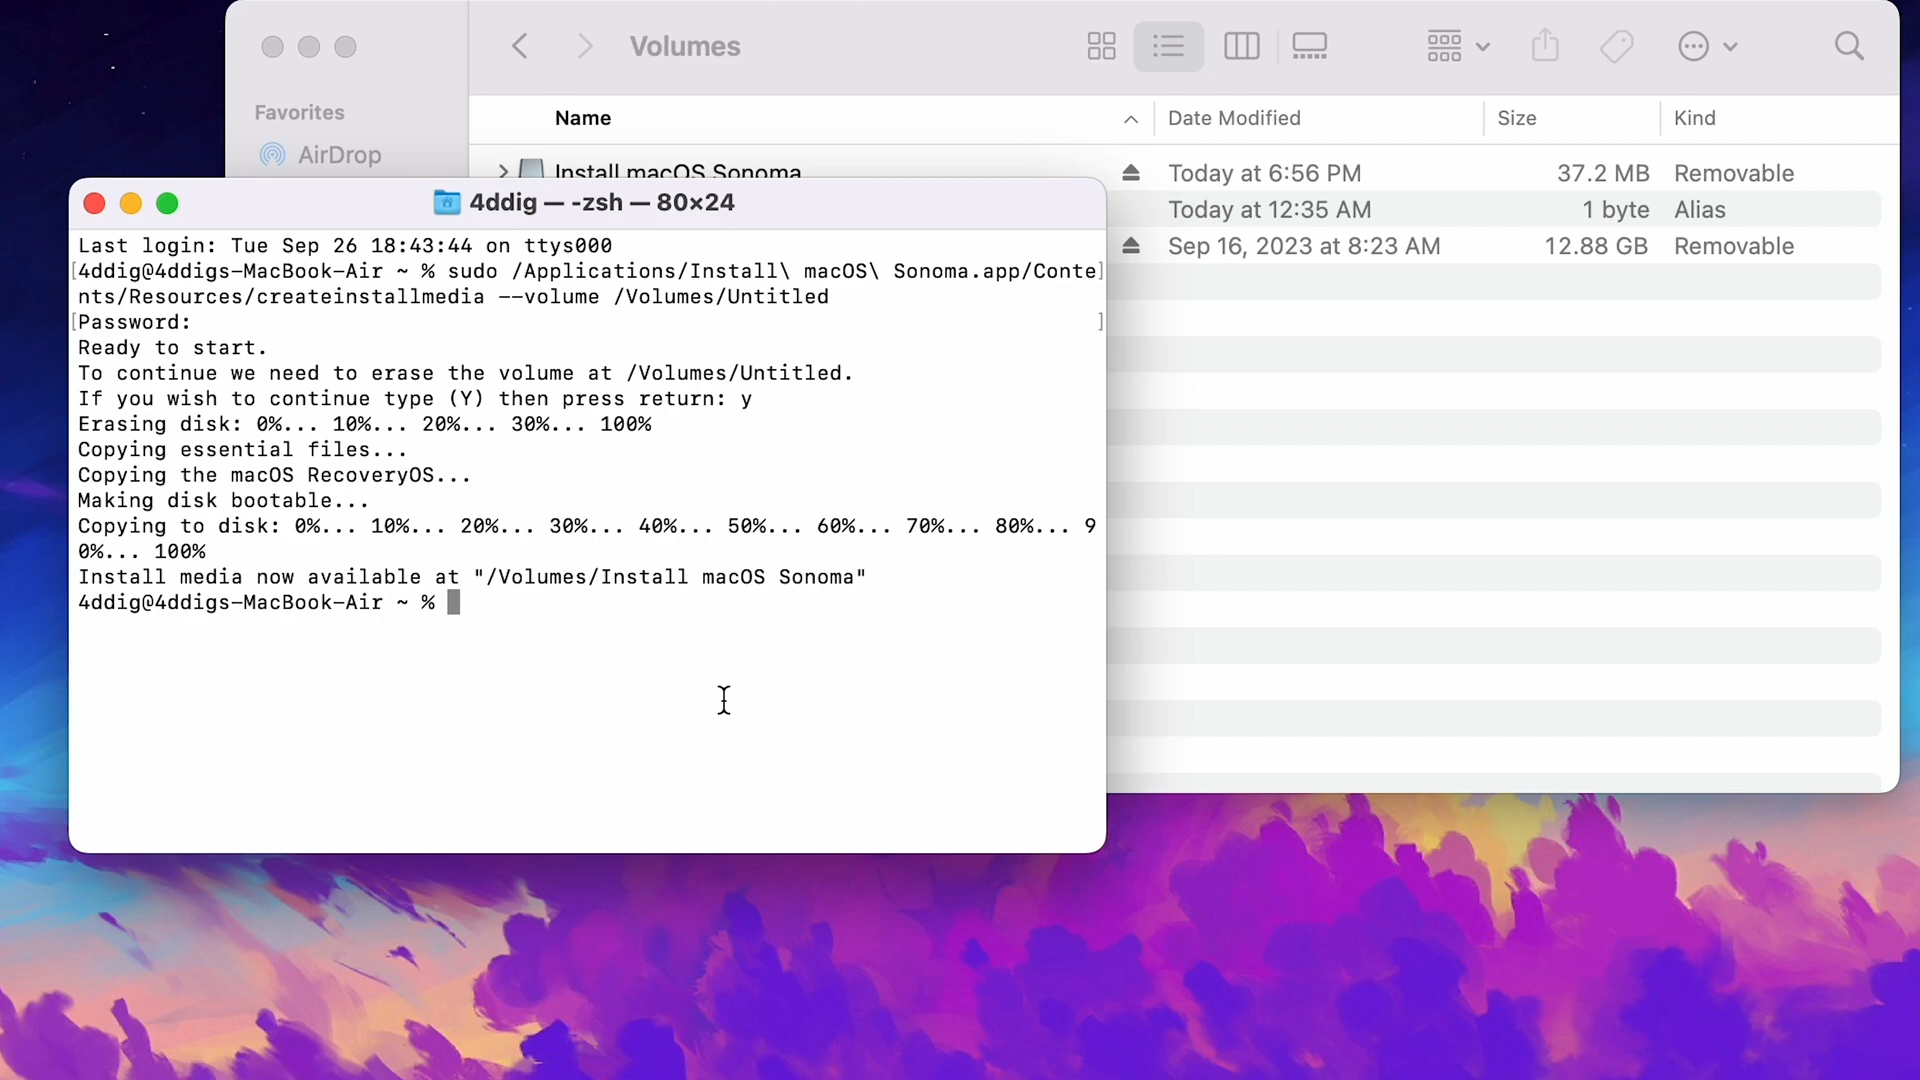 Volumes
Favorites
AirDrop
Name
Date Modified
Size
Kind
Install macOS Sonoma
Today at 6:56 PM
37.2 MB
Removable
Today at 12:35 AM
1 byte
Alias
Sep 16, 2023 at 8:23 AM
12.88 GB
Removable
4ddig — -zsh — 80×24
Last login: Tue Sep 26 18:43:44 on ttys000
[4ddig@4ddigs-MacBook-Air ~ % sudo /Applications/Install\ macOS\ Sonoma.app/Conte]
nts/Resources/createinstallmedia --volume /Volumes/Untitled
[Password: ]
Ready to start.
To continue we need to erase the volume at /Volumes/Untitled.
If you wish to continue type (Y) then press return: y
Erasing disk: 0%... 10%... 20%... 30%... 100%
Copying essential files...
Copying the macOS RecoveryOS...
Making disk bootable...
Copying to disk: 0%... 10%... 20%... 30%... 40%... 50%... 60%... 70%... 80%... 9
0%... 100%
Install media now available at "/Volumes/Install macOS Sonoma"
4ddig@4ddigs-MacBook-Air ~ %